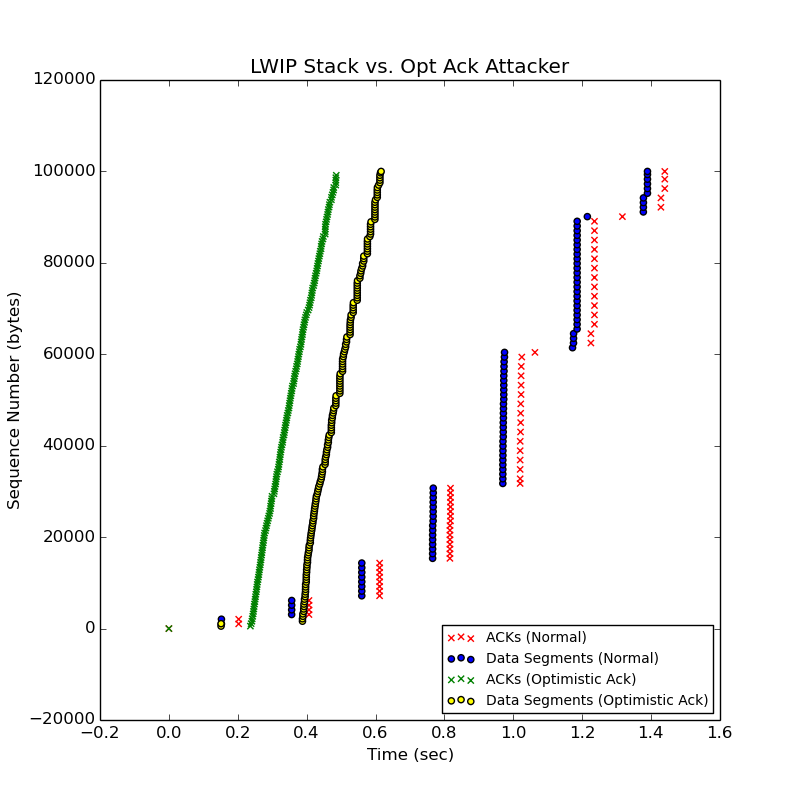 LWIP Stack vs. Opt Ack Attacker
120000
100000
80000
60000
40000
20000
0
−20000
Sequence Number (bytes)
ACKs (Normal)
Data Segments (Normal)
ACKs (Optimistic Ack)
Data Segments (Optimistic Ack)
−0.2 0.0 0.2 0.4 0.6 0.8 1.0 1.2 1.4 1.6
Time (sec)